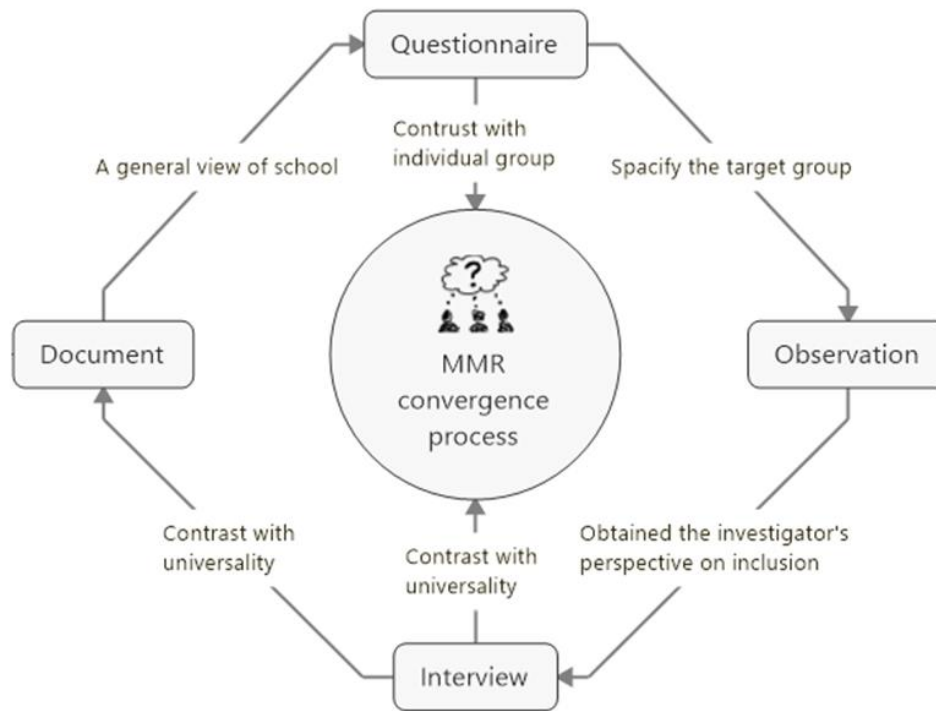 Questionnaire
Contrust with
individual group
A general view of school
Spacify the target group
?
Document
MMR
convergence
process
Observation
Contrast with
universality
Contrast with
universality
Obtained the investigator's
perspective on inclusion
Interview